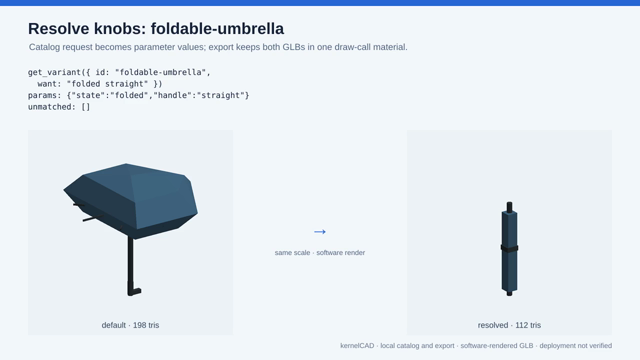 Resolve knobs: foldable-umbrella
Catalog request becomes parameter values; export keeps both GLBs in one draw-call material.
get_variant({ id: "foldable-umbrella",
  want: "folded straight" })
params: {"state":"folded","handle":"straight"}
unmatched: []
→
same scale · software render
default · 198 tris
resolved · 112 tris
kernelCAD · local catalog and export · software-rendered GLB · deployment not verified